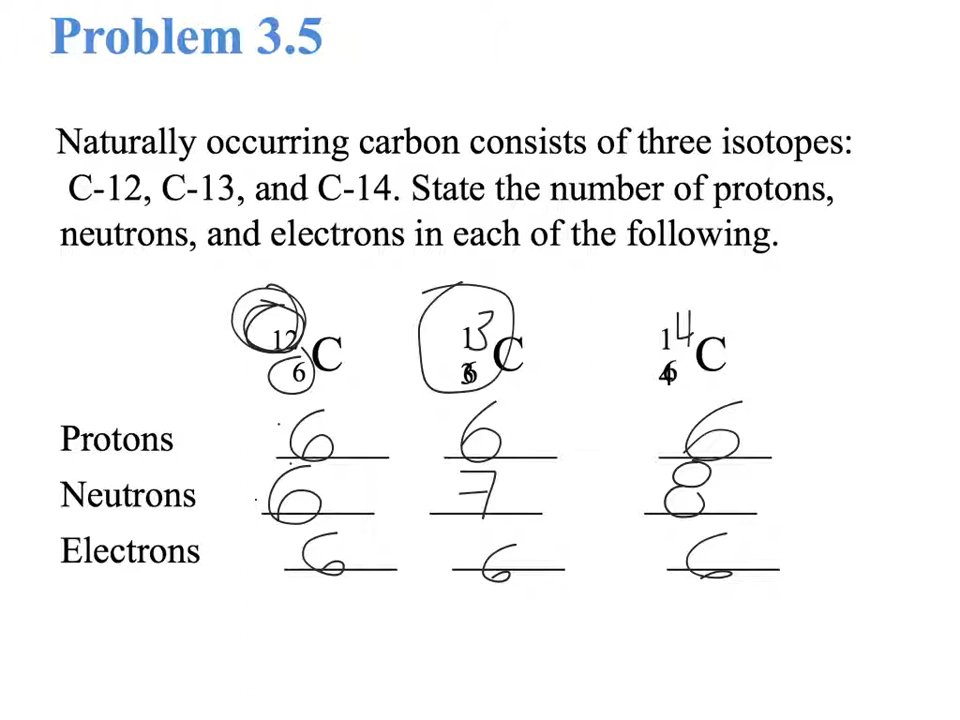 Problem 3.5
Naturally occurring carbon consists of three isotopes:
C-12, C-13, and C-14. State the number of protons,
neutrons, and electrons in each of the following.
12 13 14
C C C
6 6 6
Protons 6 6 6
Neutrons 6 7 8
Electrons 6 6 6